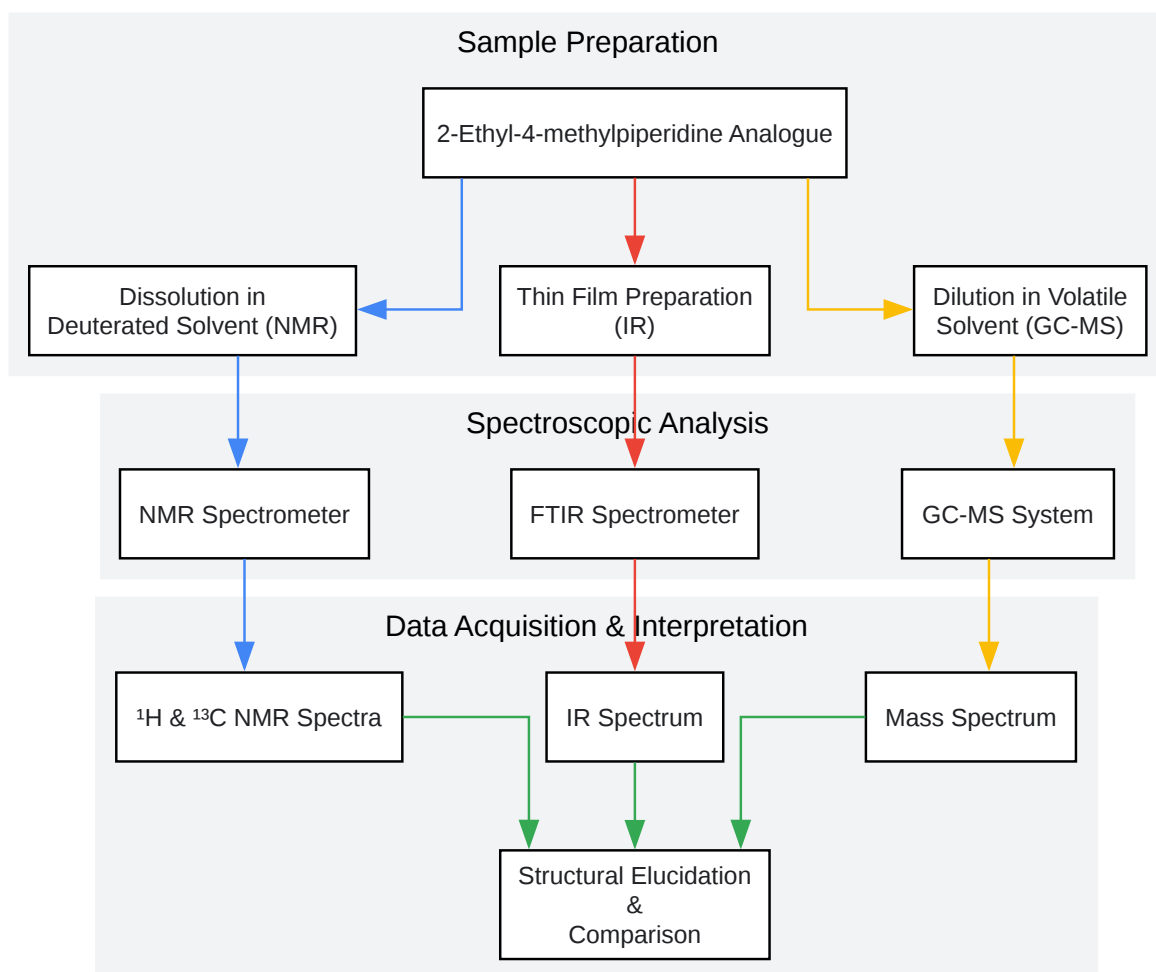 Sample Preparation
2-Ethyl-4-methylpiperidine Analogue
Dissolution in
Deuterated Solvent (NMR)
Thin Film Preparation
(IR)
Dilution in Volatile
Solvent (GC-MS)
Spectroscopic Analysis
NMR Spectrometer
FTIR Spectrometer
GC-MS System
Data Acquisition & Interpretation
¹H & ¹³C NMR Spectra
IR Spectrum
Mass Spectrum
Structural Elucidation
&
Comparison